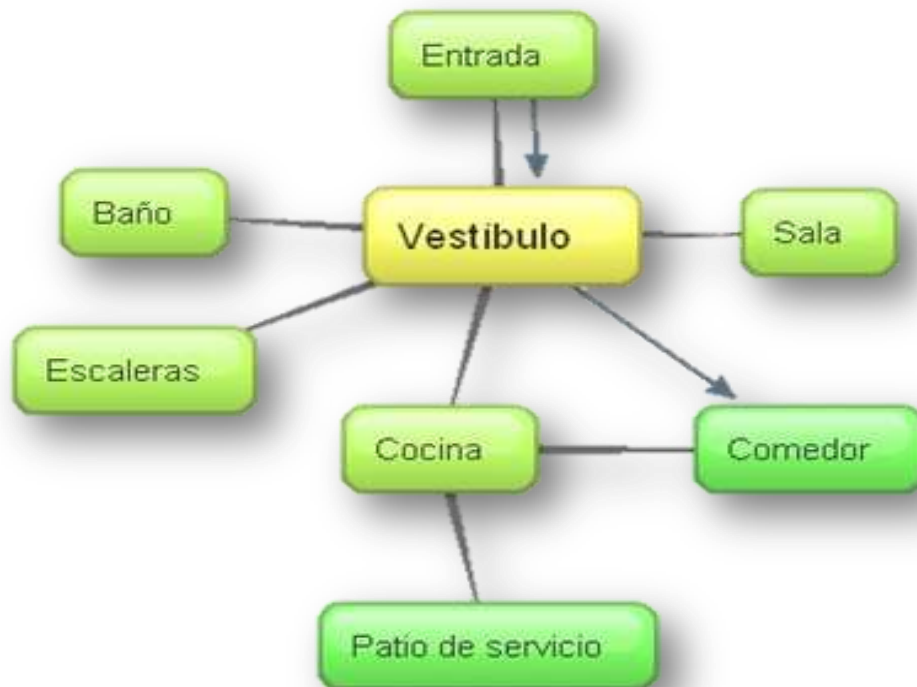 Entrada
Baño
Vestíbulo
Sala
Escaleras
Cocina
Comedor
Patio de servicio